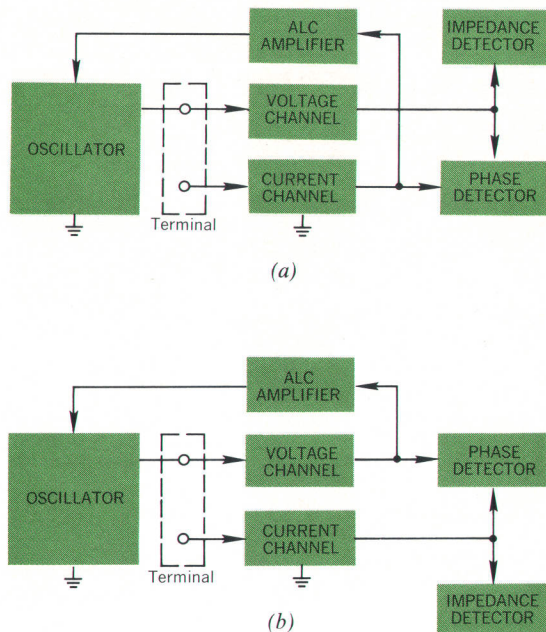 ALC
AMPLIFIER
IMPEDANCE
DETECTOR
OSCILLATOR
VOLTAGE
CHANNEL
CURRENT
CHANNEL
PHASE
DETECTOR
Terminal
(a)
ALC
AMPLIFIER
OSCILLATOR
VOLTAGE
CHANNEL
PHASE
DETECTOR
CURRENT
CHANNEL
Terminal
IMPEDANCE
DETECTOR
(b)